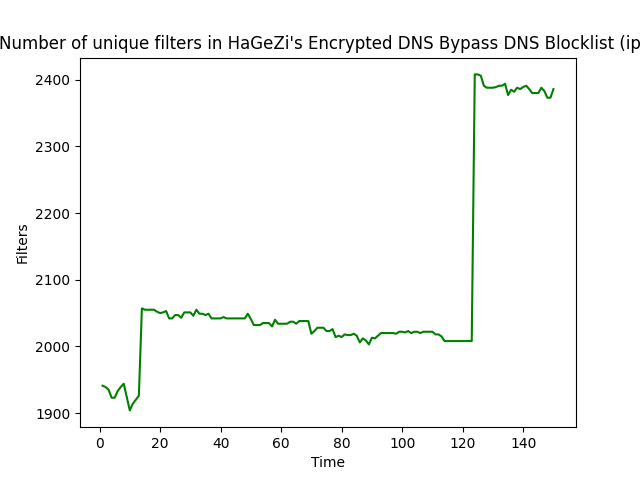 Number of unique filters in HaGeZi's Encrypted DNS Bypass DNS Blocklist (ip
2400
2300
2200
2100
2000
1900
Filters
0 20 40 60 80 100 120 140
Time